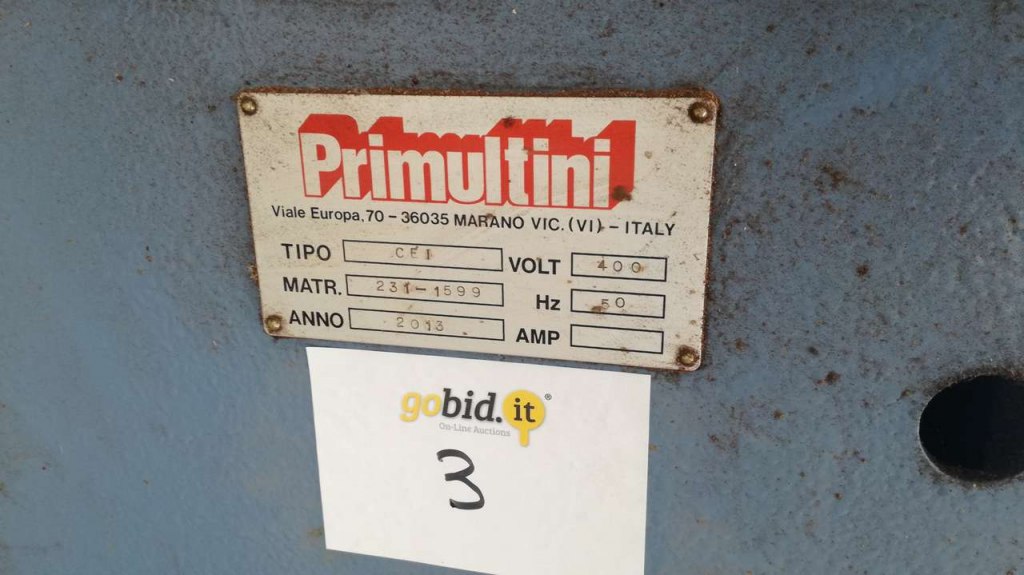 Primultini
Viale Europa, 70 - 36035 MARANO VIC. (VI) - ITALY
TIPO CEI VOLT 400
MATR. 231-1599 Hz 50
ANNO 2013 AMP
gobid.it®
On-Line Auctions
3